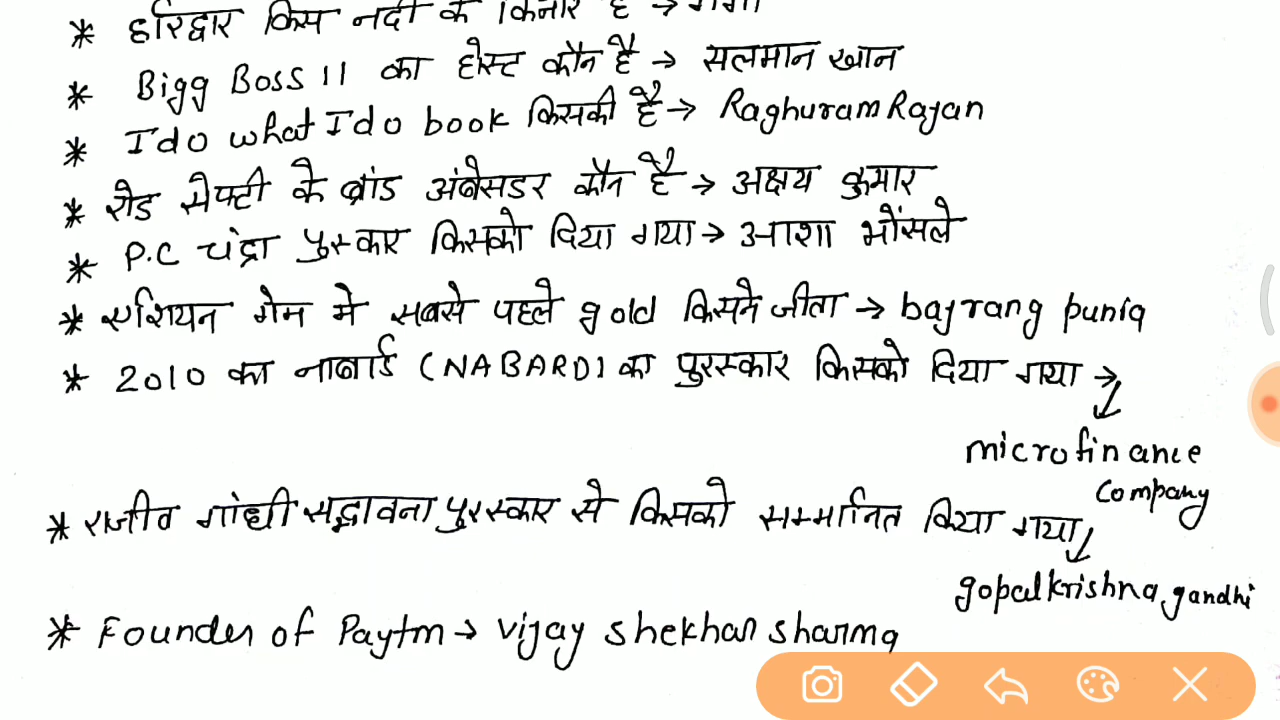 * हरिद्वार किस नदी के किनारे है → गंगा
* Bigg Boss 11 का होस्ट कौन है → सलमान खान
* I do what I do book किसकी है → Raghuram Rajan
* रोड सेफ्टी के ब्रांड अंबेसडर कौन है → अक्षय कुमार
* P.C चंद्रा पुरस्कार किसको दिया गया → आशा भोंसले
* एशियन गेम मे सबसे पहले gold किसने जीता → bajrang punia
* 2010 का नाबार्ड (NABARD) का पुरस्कार किसको दिया गया →
microfinance
company
* राजीव गांधी सद्भावना पुरस्कार से किसको सम्मानित किया गया
gopalkrishna gandhi
* Founder of Paytm → vijay shekhar sharma